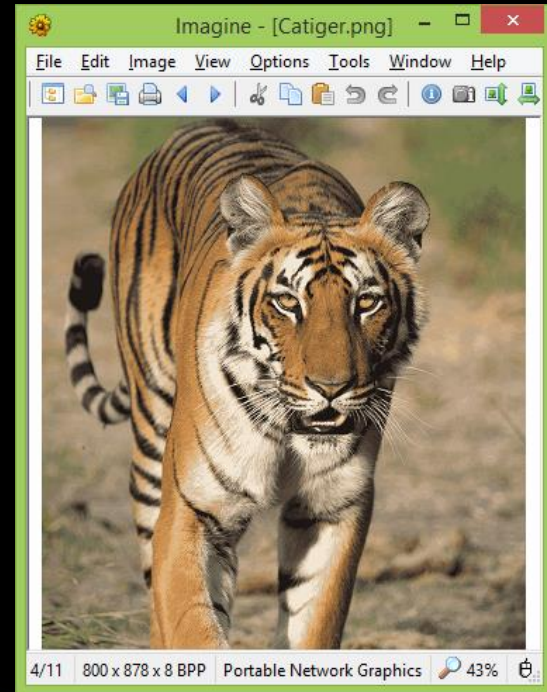 Imagine - [Catiger.png]
File Edit Image View Options Tools Window Help
4/11 800 x 878 x 8 BPP Portable Network Graphics 43%